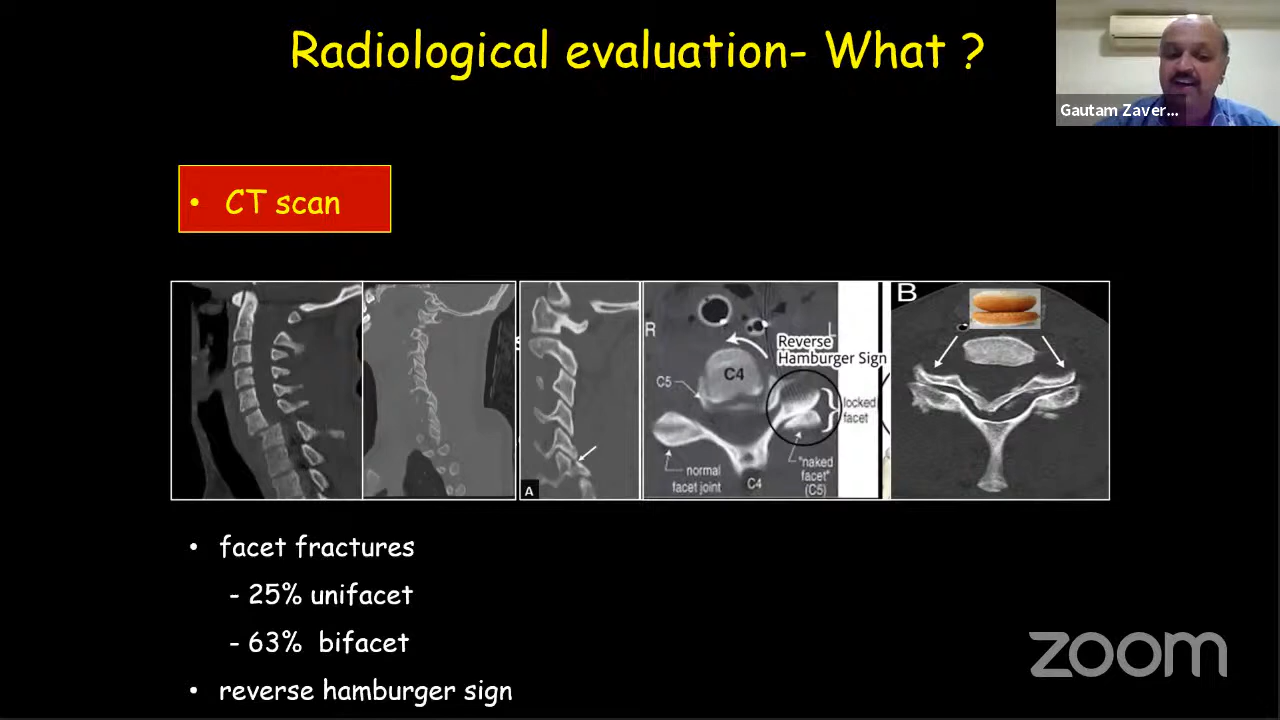 Radiological evaluation- What ?
Gautam Zaver...
• CT scan
R
Reverse
Hamburger Sign
C4
C5
locked
facet
normal
facet joint
C4
"naked
facet"
(C5)
A
B
• facet fractures
- 25% unifacet
- 63% bifacet
• reverse hamburger sign
zoom